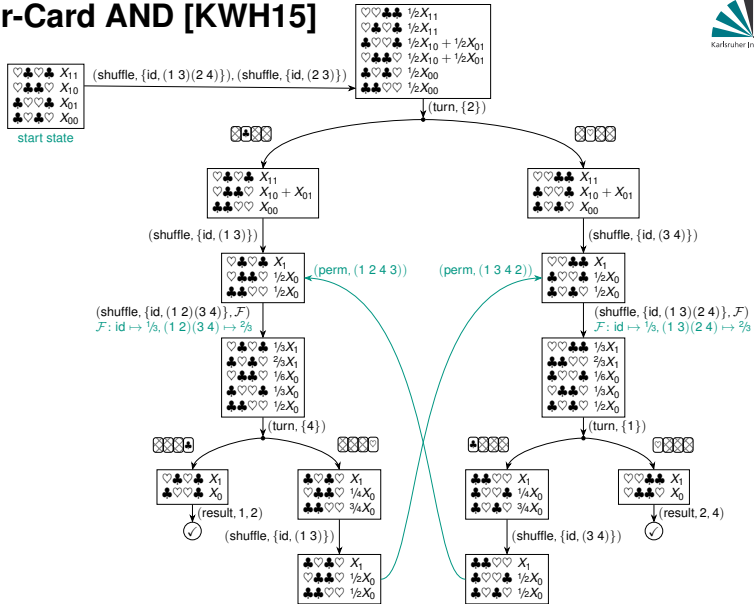 r-Card AND [KWH15]
Karlsruher In
♡♣♡♣ X₁₁
♡♣♣♡ X₁₀
♣♡♡♣ X₀₁
♣♡♣♡ X₀₀
start state
(shuffle, {id, (1 3)(2 4)}), (shuffle, {id, (2 3)})
♡♡♣♣ ½X₁₁
♡♣♡♣ ½X₁₁
♣♡♡♣ ½X₁₀ + ½X₀₁
♡♣♣♡ ½X₁₀ + ½X₀₁
♣♡♣♡ ½X₀₀
♣♣♡♡ ½X₀₀
(turn, {2})
♣
♡
♡♣♡♣ X₁₁
♡♣♣♡ X₁₀ + X₀₁
♣♣♡♡ X₀₀
♡♡♣♣ X₁₁
♣♡♡♣ X₁₀ + X₀₁
♣♡♣♡ X₀₀
(shuffle, {id, (1 3)})
(shuffle, {id, (3 4)})
♡♣♡♣ X₁
♡♣♣♡ ½X₀
♣♣♡♡ ½X₀
(perm, (1 2 4 3))
(perm, (1 3 4 2))
♡♡♣♣ X₁
♣♡♡♣ ½X₀
♣♡♣♡ ½X₀
(shuffle, {id, (1 2)(3 4)}, ℱ)
ℱ: id ↦ ⅓, (1 2)(3 4) ↦ ⅔
(shuffle, {id, (1 3)(2 4)}, ℱ)
ℱ: id ↦ ⅓, (1 3)(2 4) ↦ ⅔
♡♣♡♣ ⅓X₁
♣♡♣♡ ⅔X₁
♡♣♣♡ ⅙X₀
♣♡♡♣ ⅓X₀
♣♣♡♡ ½X₀
♡♡♣♣ ⅓X₁
♣♣♡♡ ⅔X₁
♣♡♡♣ ⅙X₀
♡♣♣♡ ⅓X₀
♣♡♣♡ ½X₀
(turn, {4})
(turn, {1})
♣
♡
♣
♡
♡♣♡♣ X₁
♣♡♡♣ X₀
♣♡♣♡ X₁
♡♣♣♡ ¼X₀
♣♣♡♡ ¾X₀
♣♣♡♡ X₁
♣♡♡♣ ¼X₀
♣♡♣♡ ¾X₀
♡♡♣♣ X₁
♡♣♣♡ X₀
(result, 1, 2)
(result, 2, 4)
(shuffle, {id, (1 3)})
(shuffle, {id, (3 4)})
♣♡♣♡ X₁
♡♣♣♡ ½X₀
♣♣♡♡ ½X₀
♣♣♡♡ X₁
♣♡♡♣ ½X₀
♣♡♣♡ ½X₀